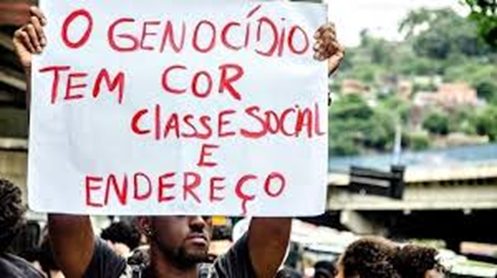 O GENOCÍDIO
TEM COR
CLASSE SOCIAL
E
ENDEREÇO